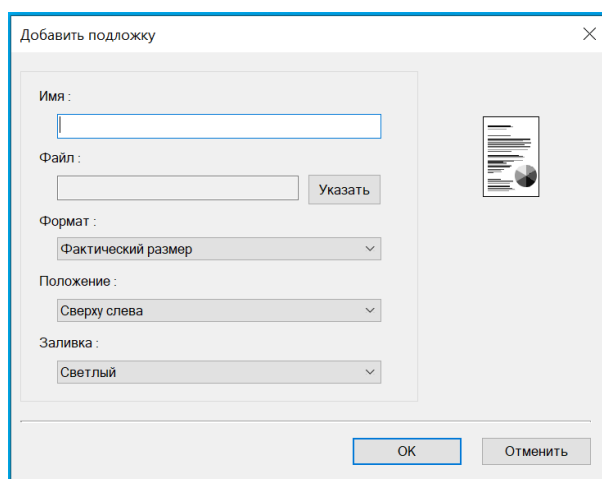 Добавить подложку
Имя :
Файл :
Указать
Формат :
Фактический размер
Положение :
Сверху слева
Заливка :
Светлый
OK
Отменить